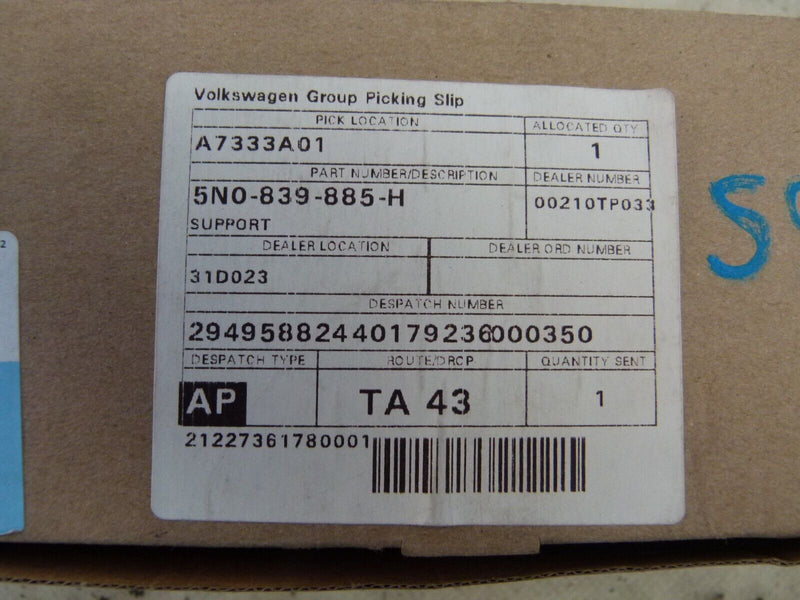 Volkswagen Group Picking Slip
PICK LOCATION
ALLOCATED QTY
A7333A01
1
PART NUMBER/DESCRIPTION
DEALER NUMBER
5N0-839-885-H
00210TP033
SUPPORT
DEALER LOCATION
DEALER ORD NUMBER
31D023
DESPATCH NUMBER
29495882440179236000350
DESPATCH TYPE
ROUTE/DROP
QUANTITY SENT
AP
TA 43
1
21227361780001
2